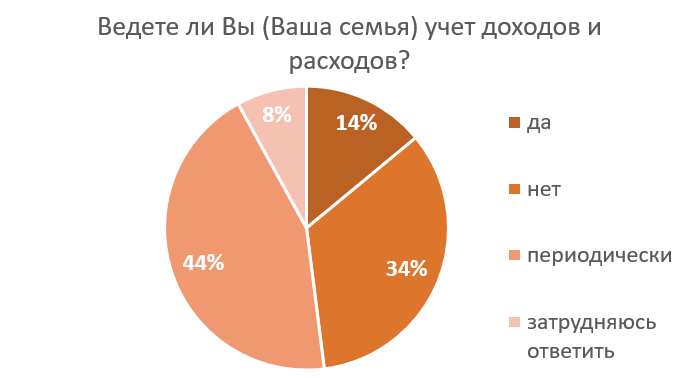 Ведете ли Вы (Ваша семья) учет доходов и
расходов?
8%
14%
44%
34%
да
нет
периодически
затрудняюсь
ответить